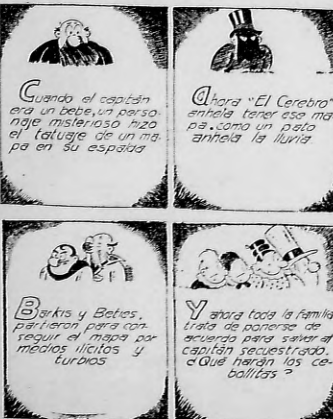 Cuando el capitán
era un bebe, un perso-
naje misterioso hizo
el tatuaje de un ma-
pa en su espalda
Ahora "El Cerebro"
anhela tener ese ma-
pa, como un pato
anhela la lluvia.
Barkis y Beties,
partieron para con-
seguir el mapa por
medios ilícitos y
turbios
Y ahora toda la familia
trata de ponerse de
acuerdo para salvar al
capitán secuestrado.
¿Qué harán los ce-
bollitas?